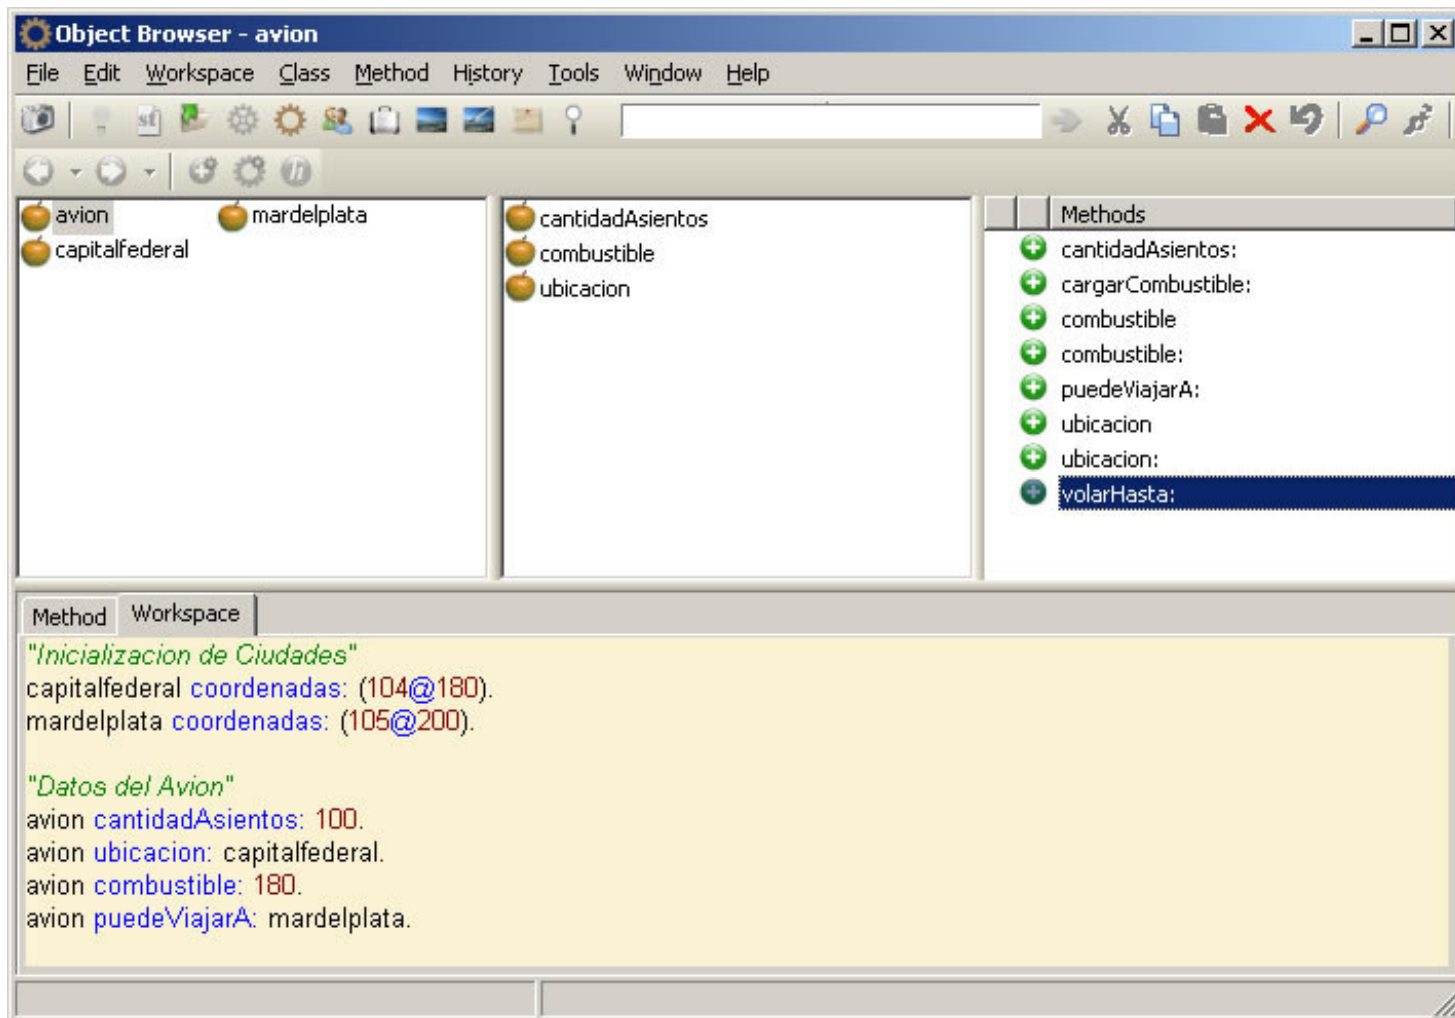 Object Browser - avion
File Edit Workspace Class Method History Tools Window Help
st
avion mardelplata
capitalfederal
cantidadAsientos
combustible
ubicacion
Methods
cantidadAsientos:
cargarCombustible:
combustible
combustible:
puedeViajarA:
ubicacion
ubicacion:
volarHasta:
Method Workspace
"Inicializacion de Ciudades"
capitalfederal coordenadas: (104@180).
mardelplata coordenadas: (105@200).
"Datos del Avion"
avion cantidadAsientos: 100.
avion ubicacion: capitalfederal.
avion combustible: 180.
avion puedeViajarA: mardelplata.